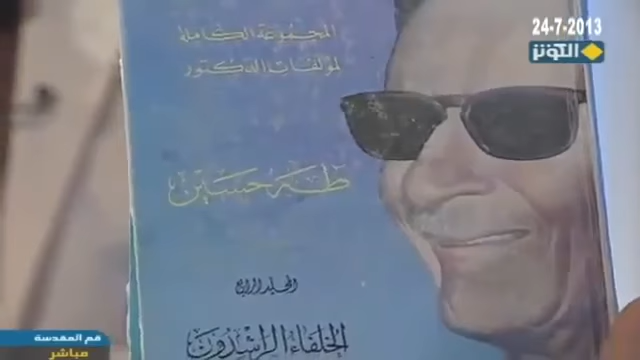 24-7-2013
الكوثر
المجموعة الكاملة
لمؤلفات الدكتور
طه حسين
المجلد الرابع
الخلفاء الراشدون
قم المقدسة
مباشر